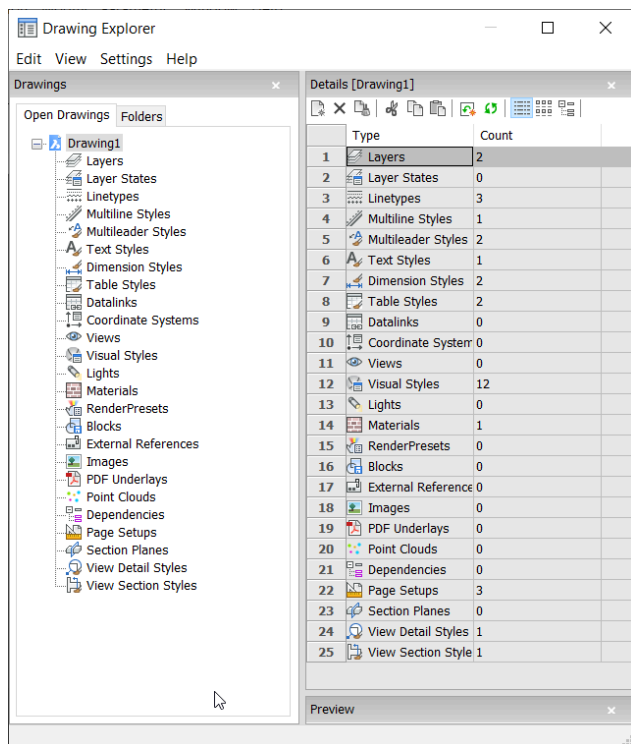 Drawing Explorer
Edit View Settings Help
Drawings
Open Drawings Folders
Drawing1
Layers
Layer States
Linetypes
Multiline Styles
Multileader Styles
Text Styles
Dimension Styles
Table Styles
Datalinks
Coordinate Systems
Views
Visual Styles
Lights
Materials
RenderPresets
Blocks
External References
Images
PDF Underlays
Point Clouds
Dependencies
Page Setups
Section Planes
View Detail Styles
View Section Styles
Details [Drawing1]
Type Count
1 Layers 2
2 Layer States 0
3 Linetypes 3
4 Multiline Styles 1
5 Multileader Styles 2
6 Text Styles 1
7 Dimension Styles 2
8 Table Styles 2
9 Datalinks 0
10 Coordinate System 0
11 Views 0
12 Visual Styles 12
13 Lights 0
14 Materials 1
15 RenderPresets 0
16 Blocks 0
17 External Reference 0
18 Images 0
19 PDF Underlays 0
20 Point Clouds 0
21 Dependencies 0
22 Page Setups 3
23 Section Planes 0
24 View Detail Styles 1
25 View Section Style 1
Preview